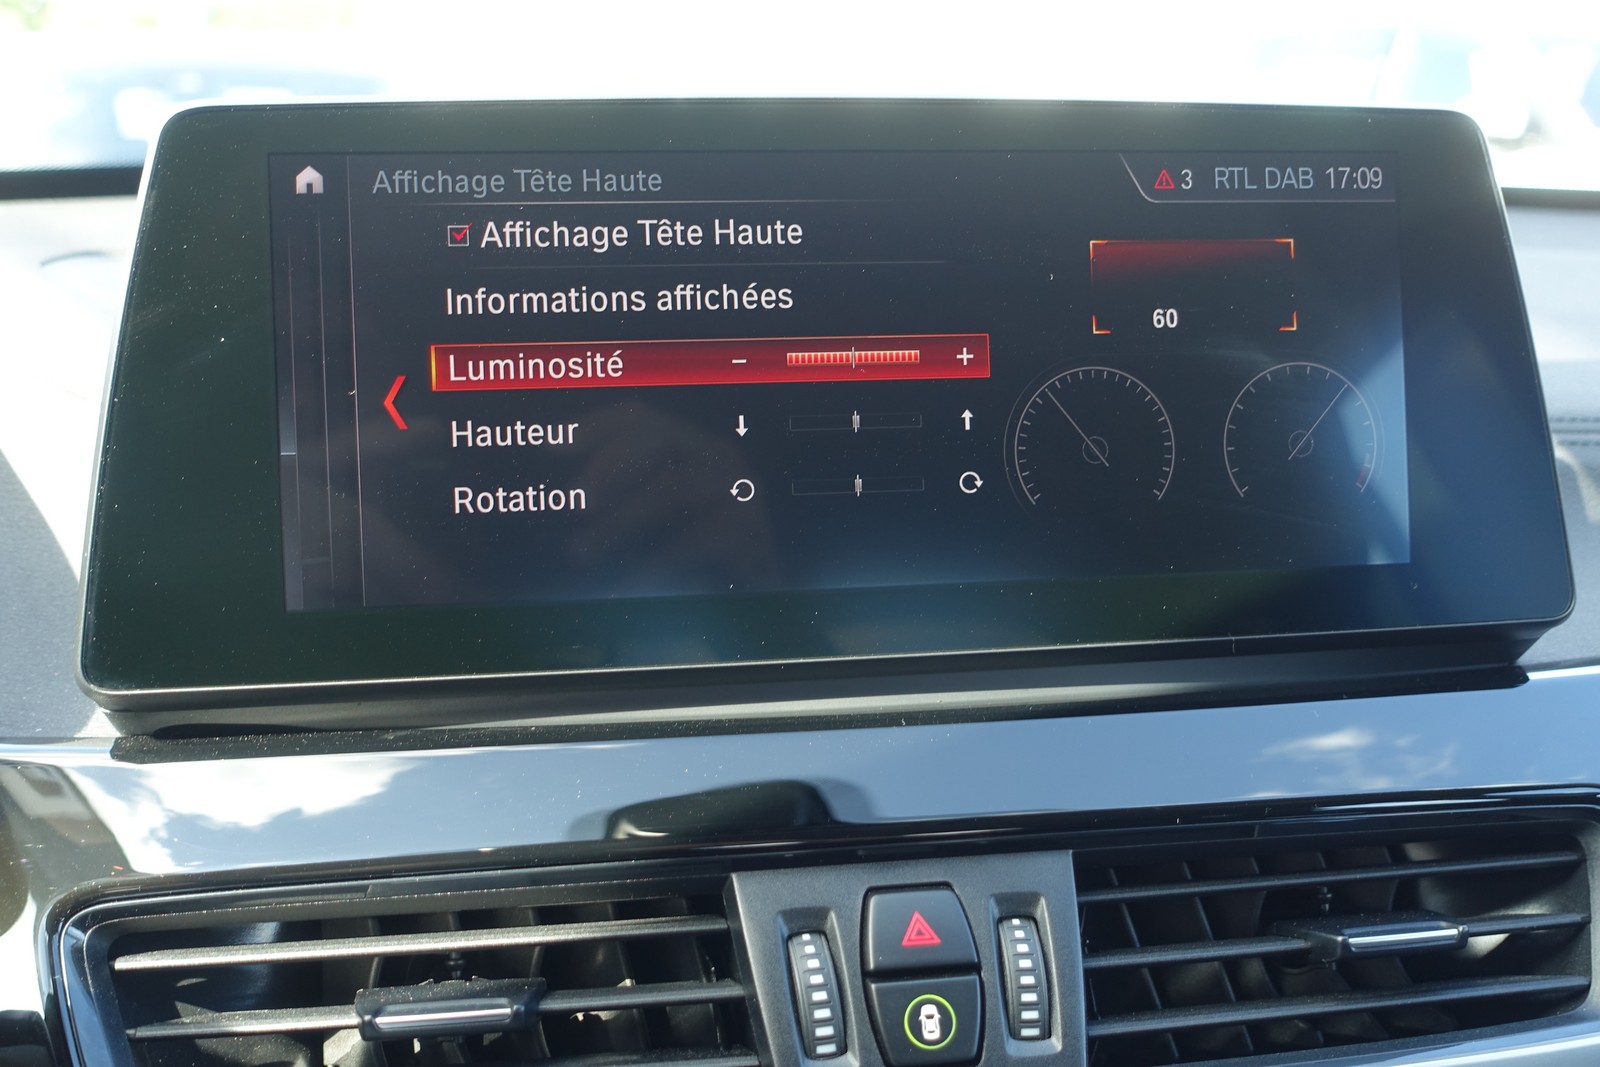 Affichage Tête Haute
3 RTL DAB 17:09
Affichage Tête Haute
Informations affichées
Luminosité - +
Hauteur
Rotation
60